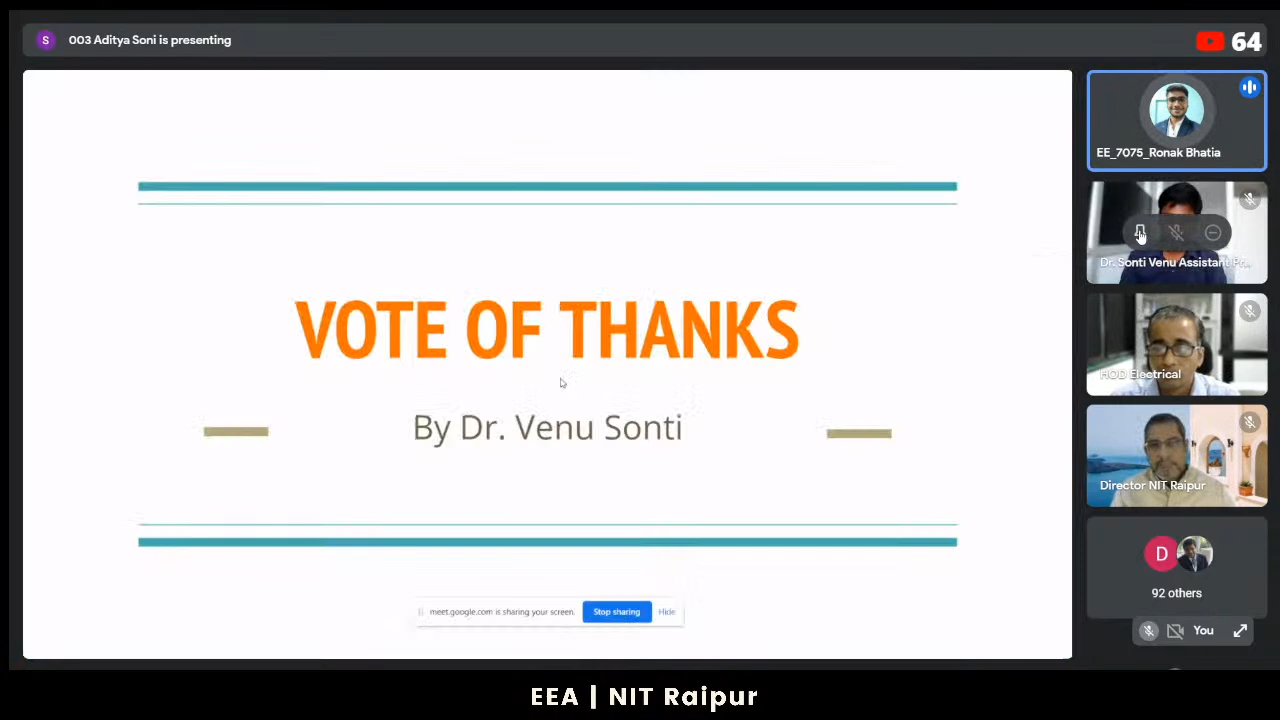 S 003 Aditya Soni is presenting
64
EE_7075_Ronak Bhatia
Dr. Sonti Venu Assistant Pr...
HOD Electrical
Director NIT Raipur
D
92 others
You
VOTE OF THANKS
By Dr. Venu Sonti
meet.google.com is sharing your screen. Stop sharing Hide
EEA | NIT Raipur